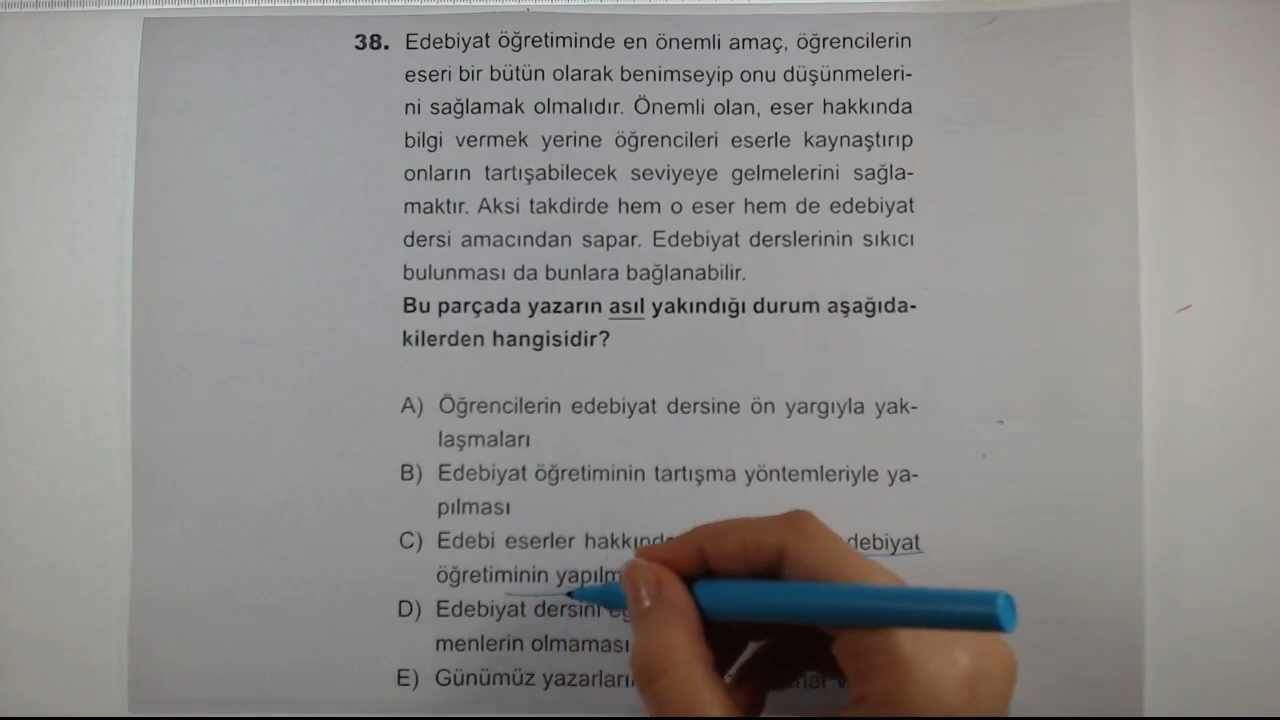 38. Edebiyat öğretiminde en önemli amaç, öğrencilerin
eseri bir bütün olarak benimseyip onu düşünmeleri-
ni sağlamak olmalıdır. Önemli olan, eser hakkında
bilgi vermek yerine öğrencileri eserle kaynaştırıp
onların tartışabilecek seviyeye gelmelerini sağla-
maktır. Aksi takdirde hem o eser hem de edebiyat
dersi amacından sapar. Edebiyat derslerinin sıkıcı
bulunması da bunlara bağlanabilir.
Bu parçada yazarın asıl yakındığı durum aşağıda-
kilerden hangisidir?
A) Öğrencilerin edebiyat dersine ön yargıyla yak-
laşmaları
B) Edebiyat öğretiminin tartışma yöntemleriyle ya-
pılması
C) Edebi eserler debiyat
öğretiminin
D) Edebiyat dersini
menlerin olmaması
E) Günümüz